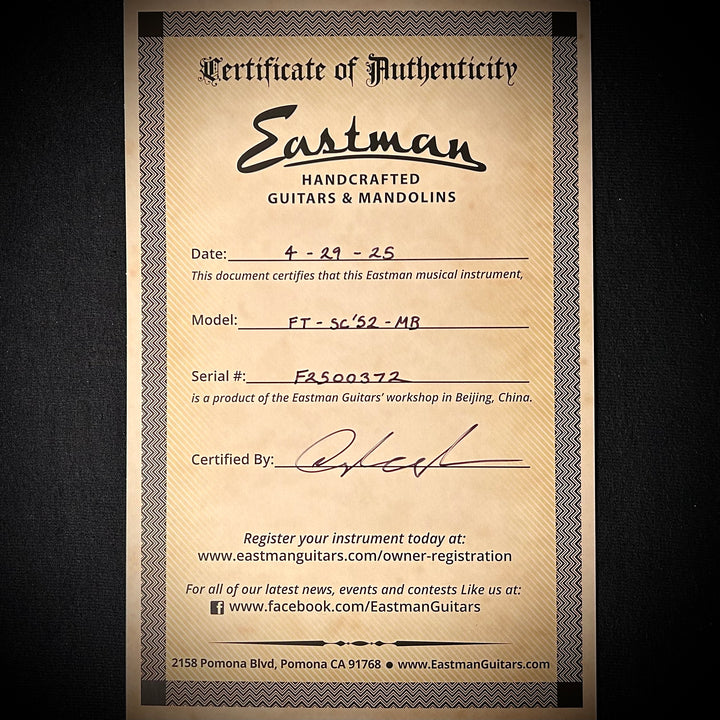 Certificate of Authenticity
Eastman
HANDCRAFTED
GUITARS & MANDOLINS
Date: 4-29-25
This document certifies that this Eastman musical instrument,
Model: FT-SC'52-MB
Serial #: F2500372
is a product of the Eastman Guitars' workshop in Beijing, China.
Certified By:
Register your instrument today at:
www.eastmanguitars.com/owner-registration
For all of our latest news, events and contests Like us at:
f www.facebook.com/EastmanGuitars
2158 Pomona Blvd, Pomona CA 91768 ● www.EastmanGuitars.com